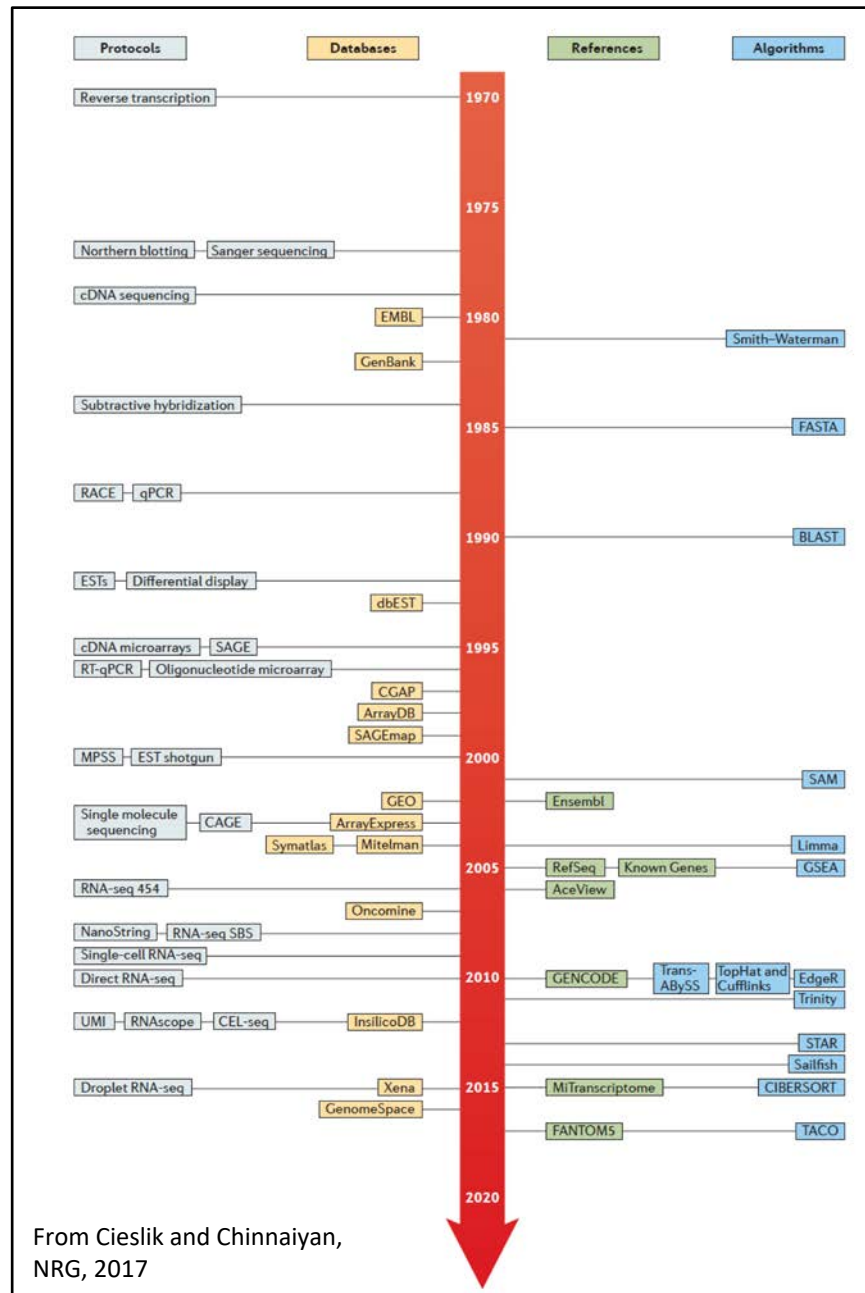 Protocols Databases References Algorithms
Reverse transcription 1970
1975
Northern blotting Sanger sequencing
cDNA sequencing
EMBL 1980
Smith–Waterman
GenBank
Subtractive hybridization
1985 FASTA
RACE qPCR
1990 BLAST
ESTs Differential display
dbEST
cDNA microarrays SAGE 1995
RT-qPCR Oligonucleotide microarray
CGAP
ArrayDB
SAGEmap
MPSS EST shotgun 2000
SAM
GEO Ensembl
Single molecule
sequencing CAGE ArrayExpress
Symatlas Mitelman Limma
2005 RefSeq Known Genes GSEA
RNA-seq 454 AceView
Oncomine
NanoString RNA-seq SBS
Single-cell RNA-seq
Direct RNA-seq 2010 GENCODE Trans-
ABySS TopHat and
Cufflinks EdgeR
Trinity
UMI RNAscope CEL-seq InsilicoDB
STAR
Sailfish
Droplet RNA-seq Xena 2015 MiTranscriptome CIBERSORT
GenomeSpace
FANTOM5 TACO
2020
From Cieslik and Chinnaiyan,
NRG, 2017